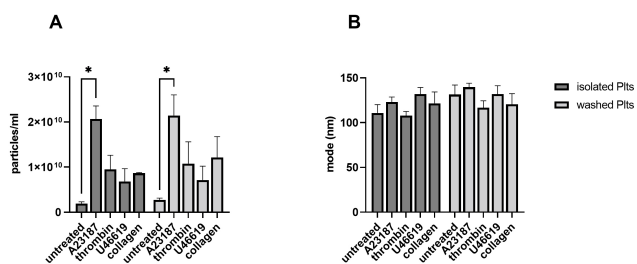 A
particles/ml
3×10¹⁰
2×10¹⁰
1×10¹⁰
0
*
*
untreated
A23187
thrombin
U46619
collagen
untreated
A23187
thrombin
U46619
collagen
B
mode (nm)
150
100
50
0
untreated
A23187
thrombin
U46619
collagen
untreated
A23187
thrombin
U46619
collagen
isolated Plts
washed Plts